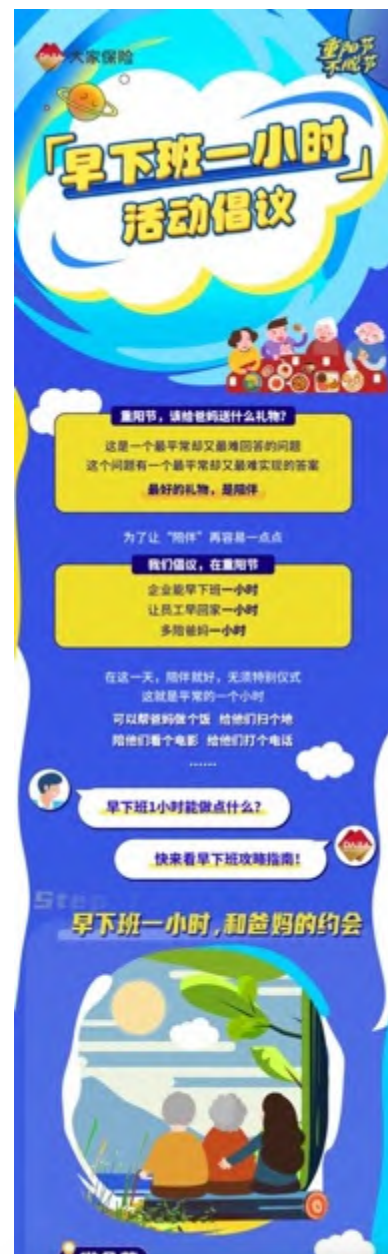 大家保险
重阳节
「早下班一小时」
活动倡议
重阳节，该给爸妈送什么礼物？
这是一个最平常却又最难回答的问题
这个问题有一个最平常却又最难实现的答案
最好的礼物，是陪伴
为了让“陪伴”再容易一点点
我们倡议，在重阳节
企业能早下班一小时
让员工早回家一小时
多陪爸妈一小时
在这一天，陪伴就好，无须特别仪式
这就是平常的一个小时
可以帮爸妈做个饭 给他们扫个地
陪他们看个电影 给他们打个电话
……
早下班1小时能做点什么？
快来看早下班攻略指南！
Step
早下班一小时，和爸妈的约会